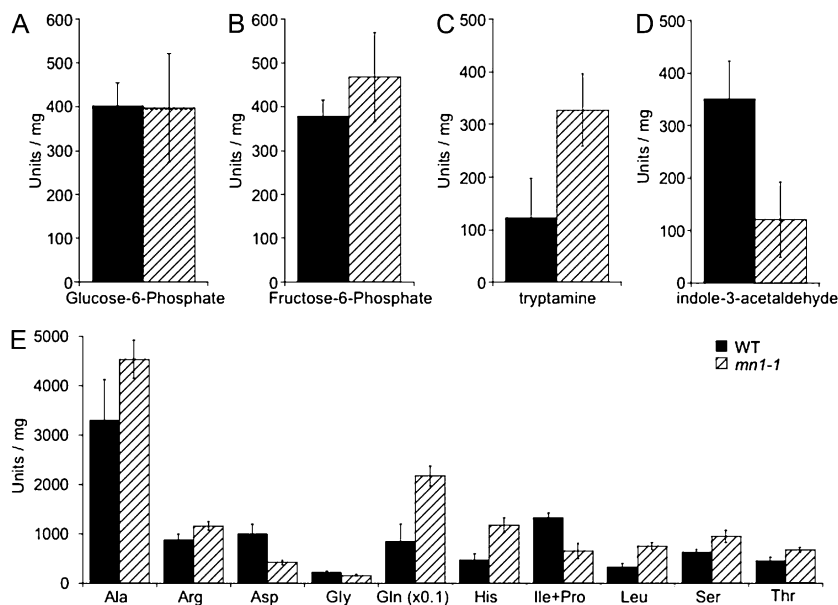 A
B
C
D
600
500
400
300
200
100
0
Units / mg
Glucose-6-Phosphate
600
500
400
300
200
100
0
Units / mg
Fructose-6-Phosphate
500
400
300
200
100
0
Units / mg
tryptamine
500
400
300
200
100
0
Units / mg
indole-3-acetaldehyde
E
5000
4000
3000
2000
1000
0
Units / mg
WT
mn1-1
Ala Arg Asp Gly Gln (x0.1) His Ile+Pro Leu Ser Thr